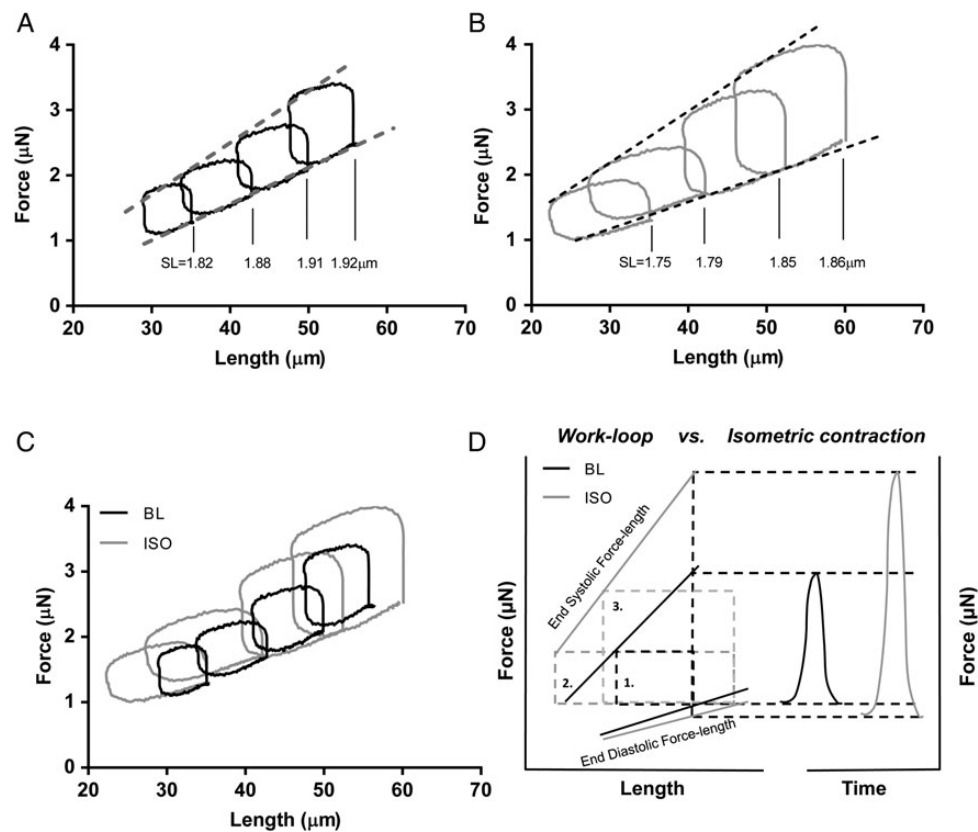 A
Force (μN)
4
3
2
1
0
SL=1.82 1.88 1.91 1.92μm
20 30 40 50 60 70
Length (μm)
B
Force (μN)
4
3
2
1
0
SL=1.75 1.79 1.85 1.86μm
20 30 40 50 60 70
Length (μm)
C
BL
ISO
Force (μN)
4
3
2
1
0
20 30 40 50 60 70
Length (μm)
D
Work-loop vs. Isometric contraction
BL
ISO
End Systolic Force-length
3.
2.
1.
End Diastolic Force-length
Force (μN)
Force (μN)
Length
Time